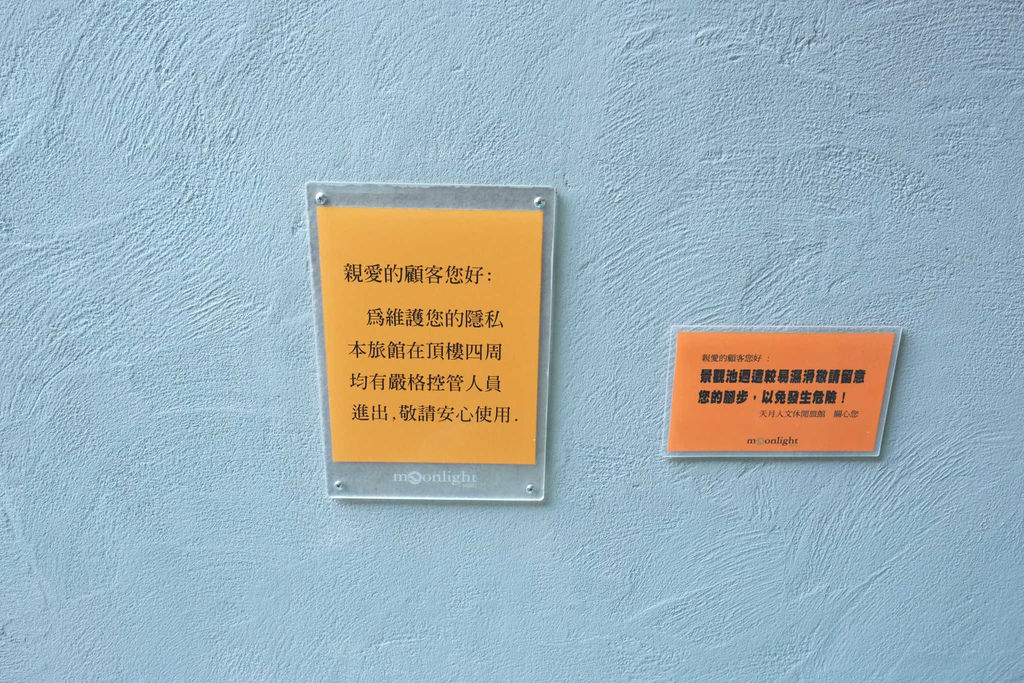 親愛的顧客您好:
爲維護您的隱私
本旅館在頂樓四周
均有嚴格控管人員
進出,敬請安心使用.
moonlight
親愛的顧客您好：
景觀池週邊較易濕滑敬請留意
您的腳步，以免發生危險！
天月人文休閒旅館 關心您
moonlight